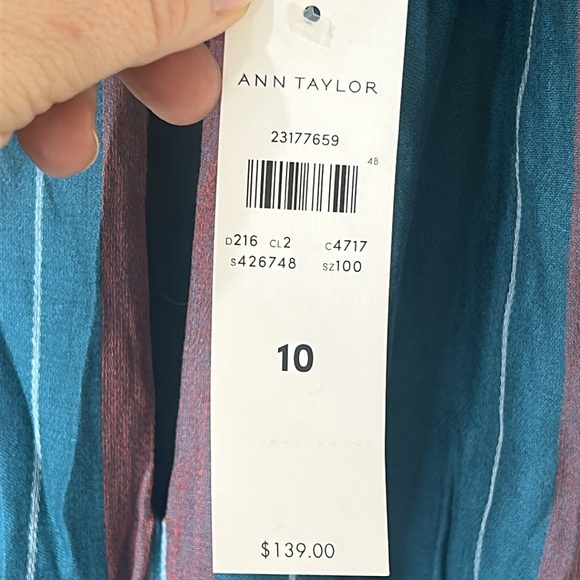 ANN TAYLOR
23177659
4B
D216 CL2 C4717
S426748 SZ100
10
$139.00